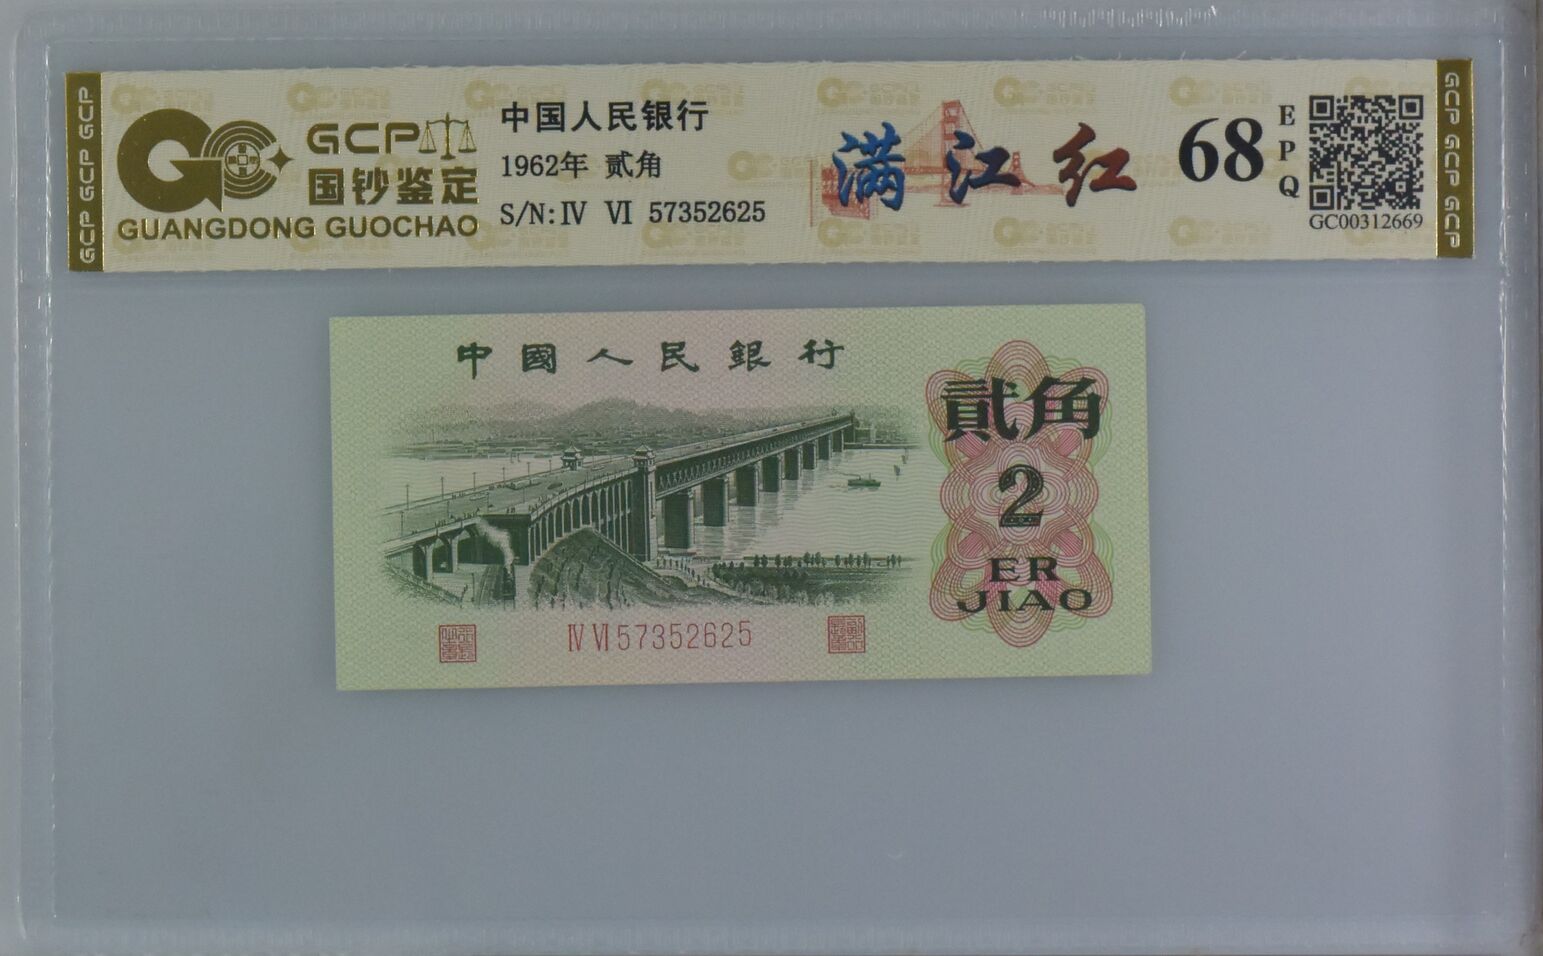 GCP GCP GCP
GCP
国钞鉴定
GUANGDONG GUOCHAO
中国人民银行
1962年 贰角
S/N:Ⅳ Ⅵ 57352625
满江红
68
EPQ
GC00312669
GCP GCP GCP
中國人民銀行
貳角
2
ER
JIAO
Ⅳ Ⅵ 57352625